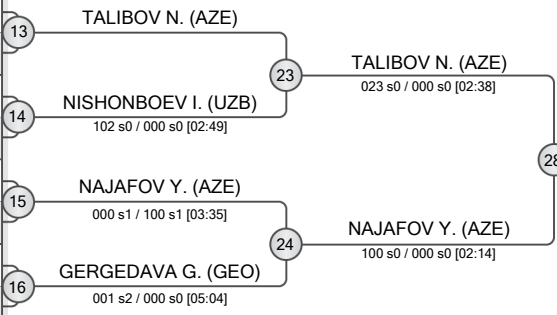 13
TALIBOV N. (AZE)
23
TALIBOV N. (AZE)
023 s0 / 000 s0 [02:38]
14
NISHONBOEV I. (UZB)
102 s0 / 000 s0 [02:49]
28
15
NAJAFOV Y. (AZE)
000 s1 / 100 s1 [03:35]
24
NAJAFOV Y. (AZE)
100 s0 / 000 s0 [02:14]
16
GERGEDAVA G. (GEO)
001 s2 / 000 s0 [05:04]